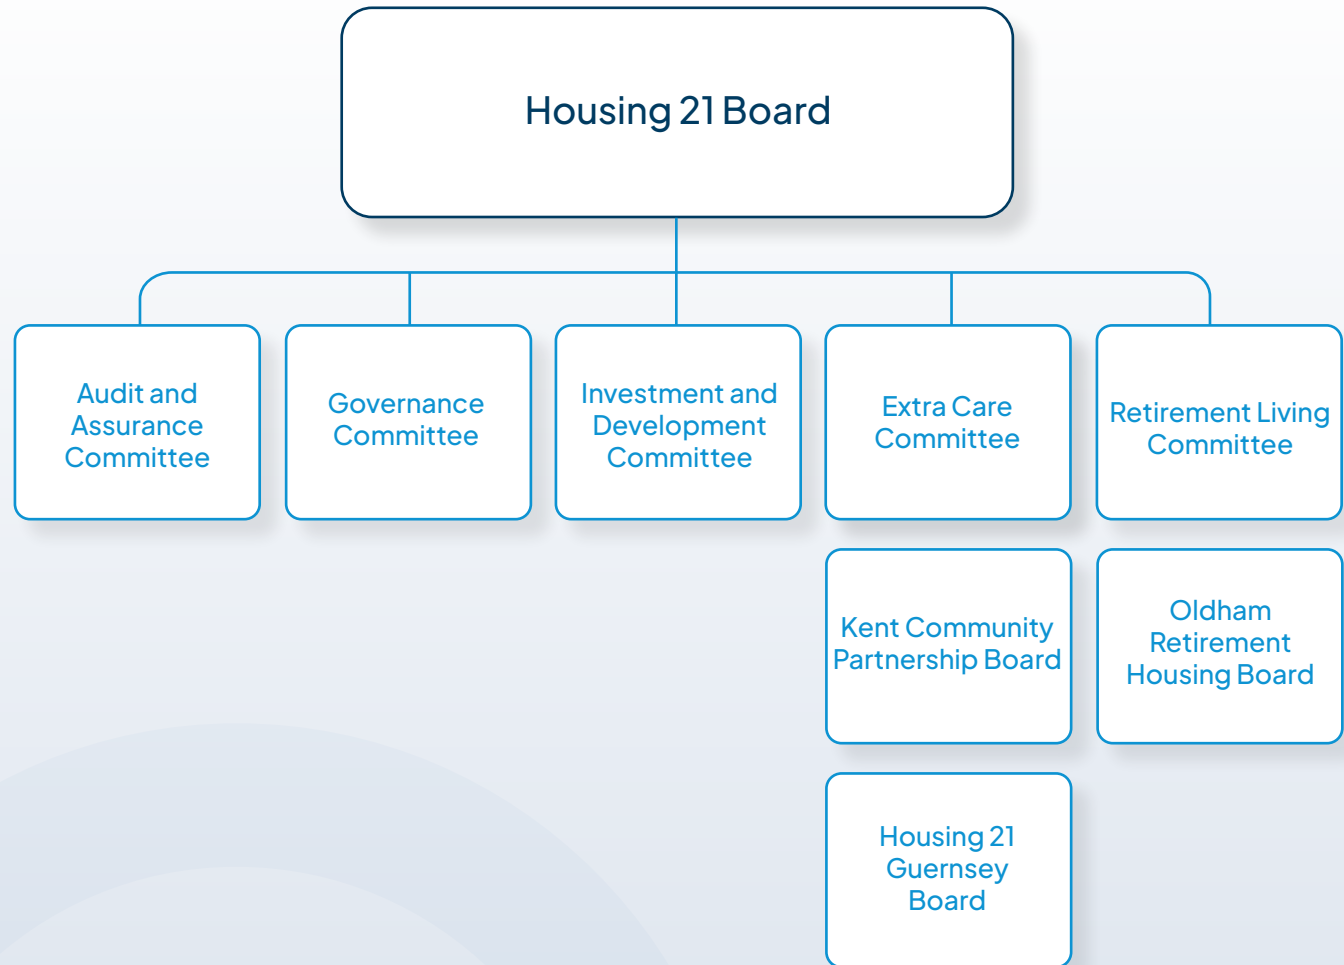 Housing 21 Board
Audit and
Assurance
Committee
Governance
Committee
Investment and
Development
Committee
Extra Care
Committee
Retirement Living
Committee
Kent Community
Partnership Board
Oldham
Retirement
Housing Board
Housing 21
Guernsey
Board